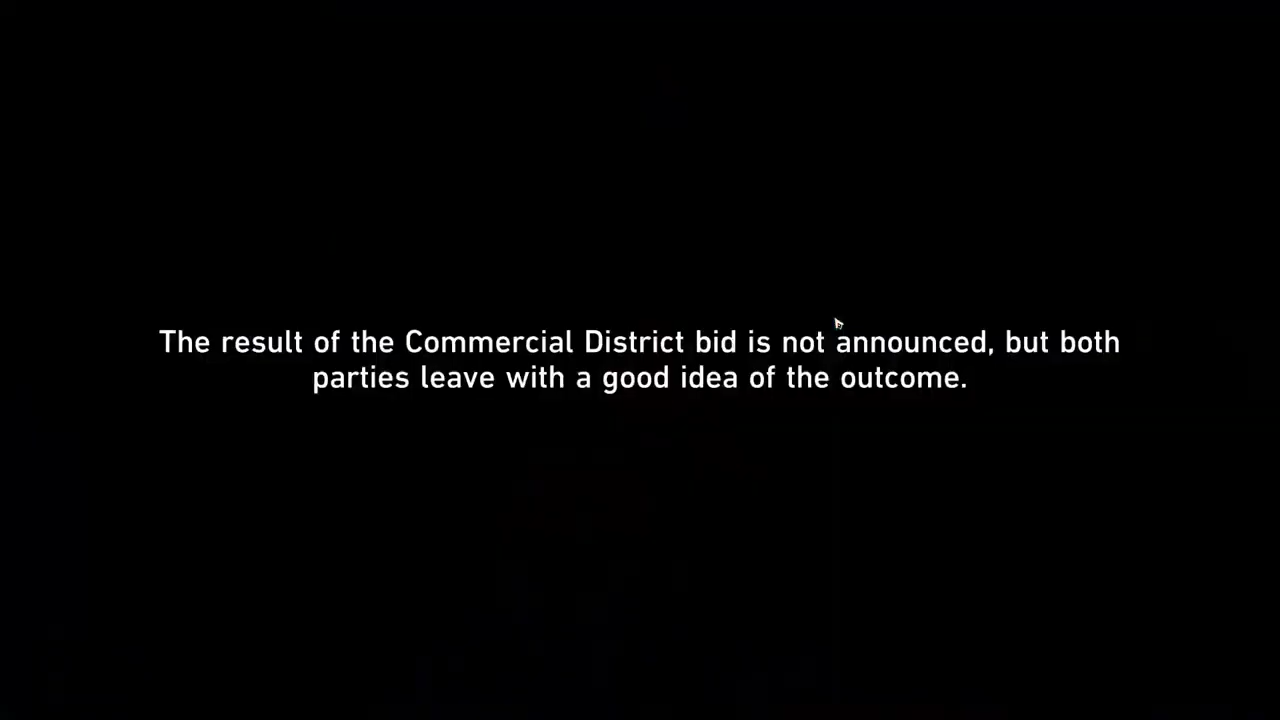 The result of the Commercial District bid is not announced, but both
parties leave with a good idea of the outcome.